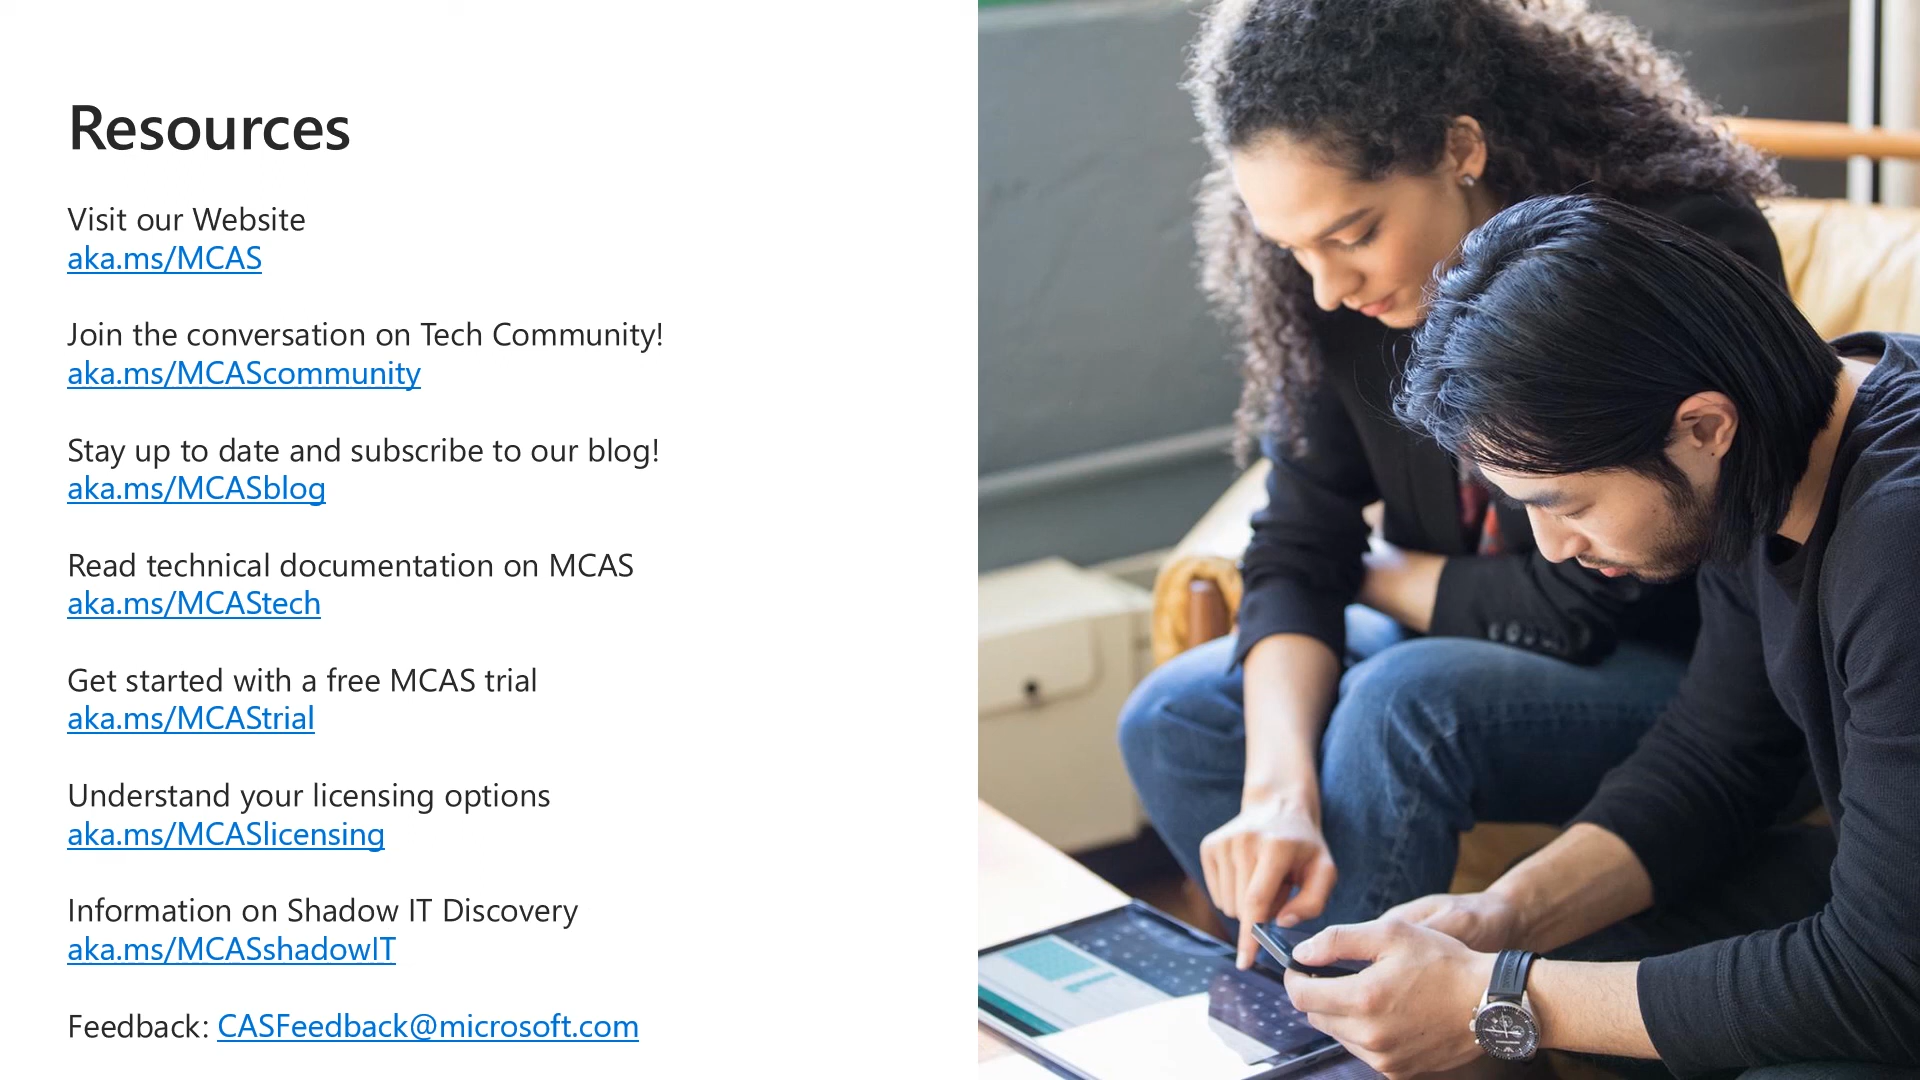 Resources
Visit our Website
aka.ms/MCAS
Join the conversation on Tech Community!
aka.ms/MCAScommunity
Stay up to date and subscribe to our blog!
aka.ms/MCASblog
Read technical documentation on MCAS
aka.ms/MCAStech
Get started with a free MCAS trial
aka.ms/MCAStrial
Understand your licensing options
aka.ms/MCASlicensing
Information on Shadow IT Discovery
aka.ms/MCASshadowIT
Feedback: CASFeedback@microsoft.com